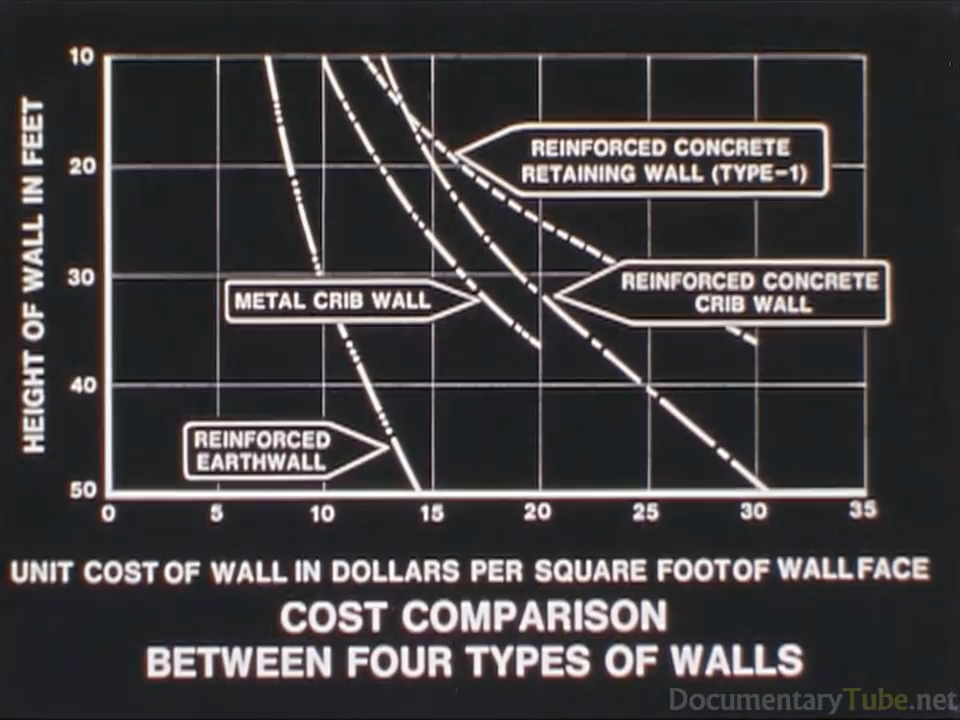 10
20
30
40
50
HEIGHT OF WALL IN FEET
REINFORCED CONCRETE
RETAINING WALL (TYPE-1)
REINFORCED CONCRETE
CRIB WALL
METAL CRIB WALL
REINFORCED
EARTHWALL
0 5 10 15 20 25 30 35
UNIT COST OF WALL IN DOLLARS PER SQUARE FOOT OF WALL FACE
COST COMPARISON
BETWEEN FOUR TYPES OF WALLS
DocumentaryTube.net